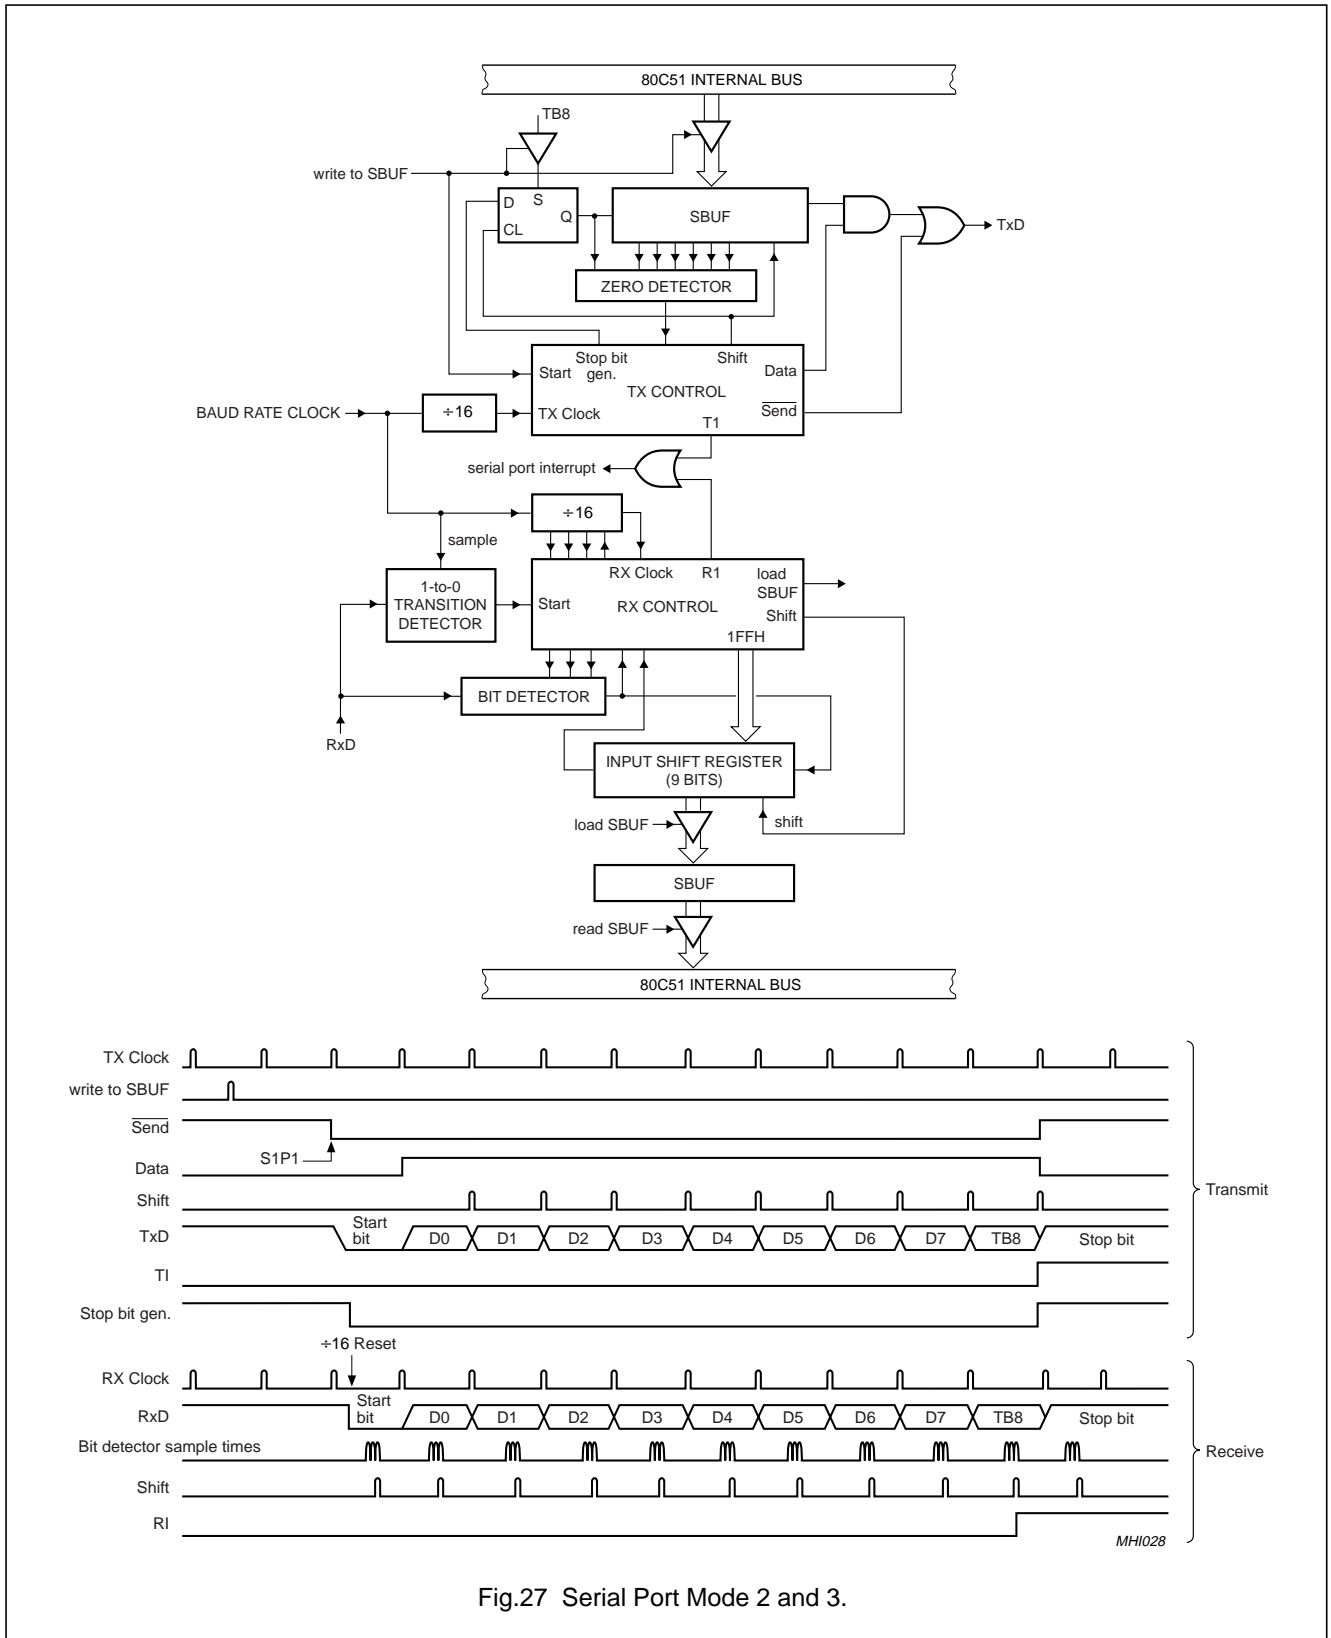 80C51 INTERNAL BUS
TB8
write to SBUF
D
S
Q
CL
SBUF
TxD
ZERO DETECTOR
Stop bit
gen.
Shift
Start
Data
TX CONTROL
BAUD RATE CLOCK
÷16
TX Clock
Send
T1
serial port interrupt
÷16
sample
RX Clock
R1
load
SBUF
1-to-0
TRANSITION
DETECTOR
Start
RX CONTROL
Shift
1FFH
BIT DETECTOR
RxD
INPUT SHIFT REGISTER
(9 BITS)
load SBUF
shift
SBUF
read SBUF
80C51 INTERNAL BUS
TX Clock
write to SBUF
Send
S1P1
Data
Shift
Transmit
TxD
Start
bit
D0 D1 D2 D3 D4 D5 D6 D7 TB8 Stop bit
TI
Stop bit gen.
÷16 Reset
RX Clock
RxD
Start
bit
D0 D1 D2 D3 D4 D5 D6 D7 TB8 Stop bit
Bit detector sample times
Receive
Shift
RI
MHI028
Fig.27 Serial Port Mode 2 and 3.